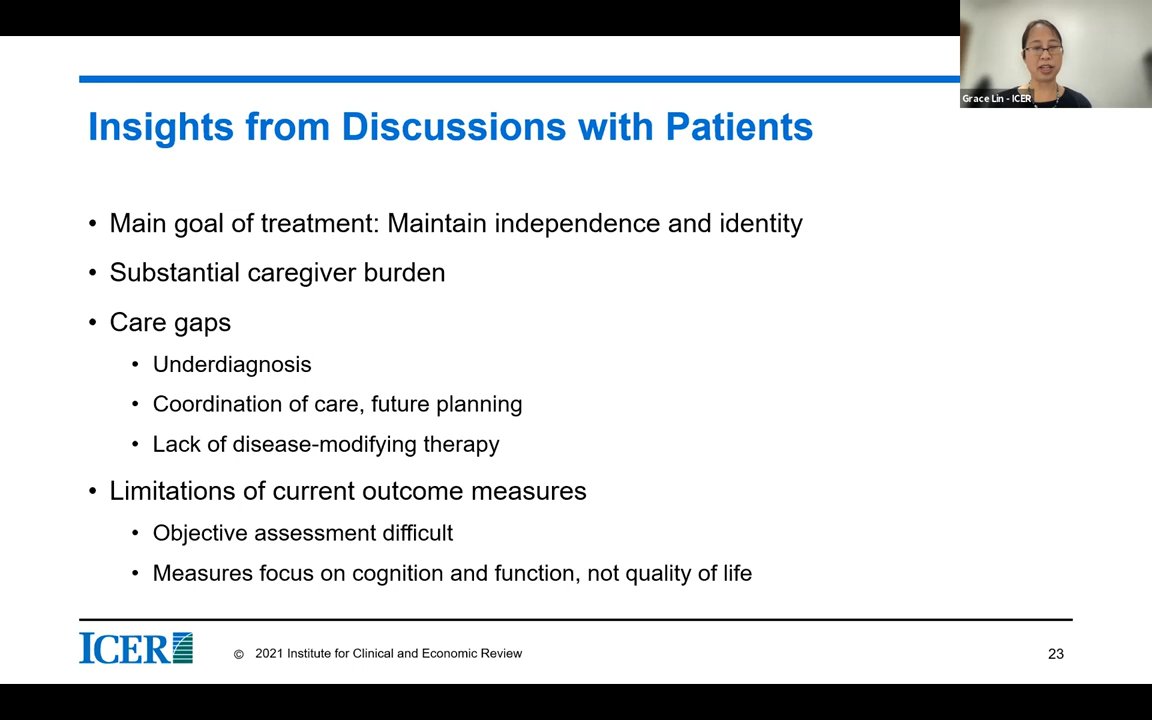 Grace Lin - ICER
Insights from Discussions with Patients
• Main goal of treatment: Maintain independence and identity
• Substantial caregiver burden
• Care gaps
• Underdiagnosis
• Coordination of care, future planning
• Lack of disease-modifying therapy
• Limitations of current outcome measures
• Objective assessment difficult
• Measures focus on cognition and function, not quality of life
ICER
© 2021 Institute for Clinical and Economic Review
23